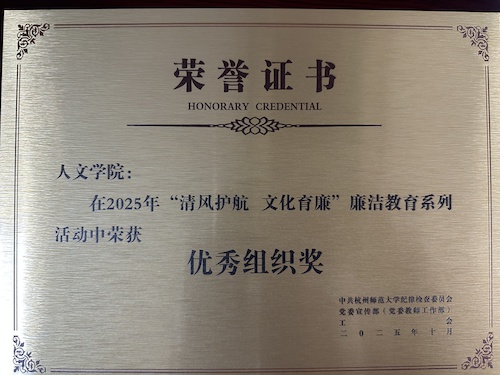 荣誉证书
HONORARY CREDENTIAL
人文学院：
在2025年“清风护航 文化育廉”廉洁教育系列
活动中荣获
优秀组织奖
中共杭州师范大学纪律检查委员会
党委宣传部（党委教师工作部）
工会
二〇二五年十月